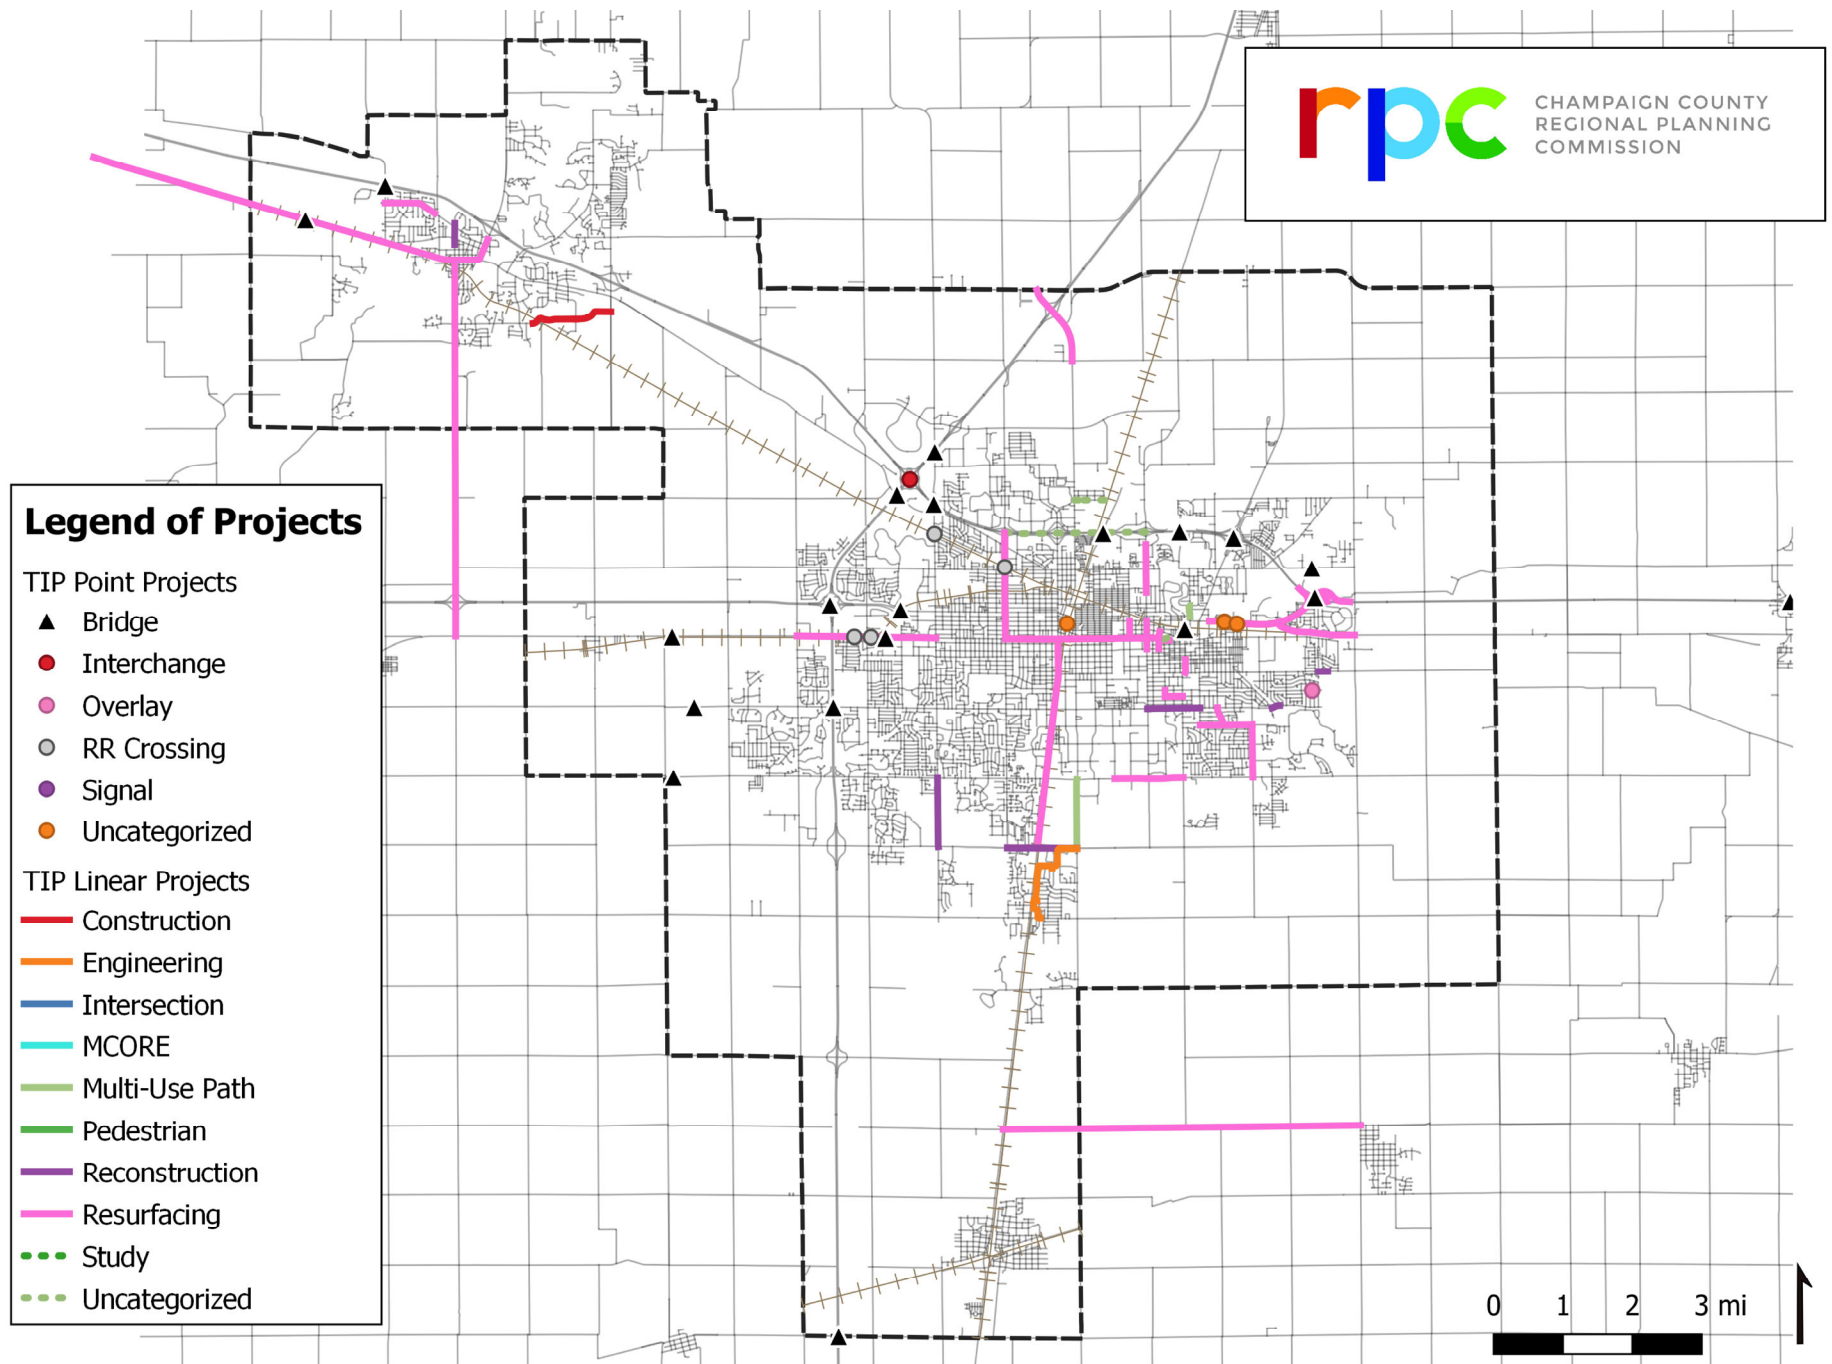 rpc
CHAMPAIGN COUNTY
REGIONAL PLANNING
COMMISSION
Legend of Projects
TIP Point Projects
Bridge
Interchange
Overlay
RR Crossing
Signal
Uncategorized
TIP Linear Projects
Construction
Engineering
Intersection
MCORE
Multi-Use Path
Pedestrian
Reconstruction
Resurfacing
Study
Uncategorized
0 1 2 3 mi